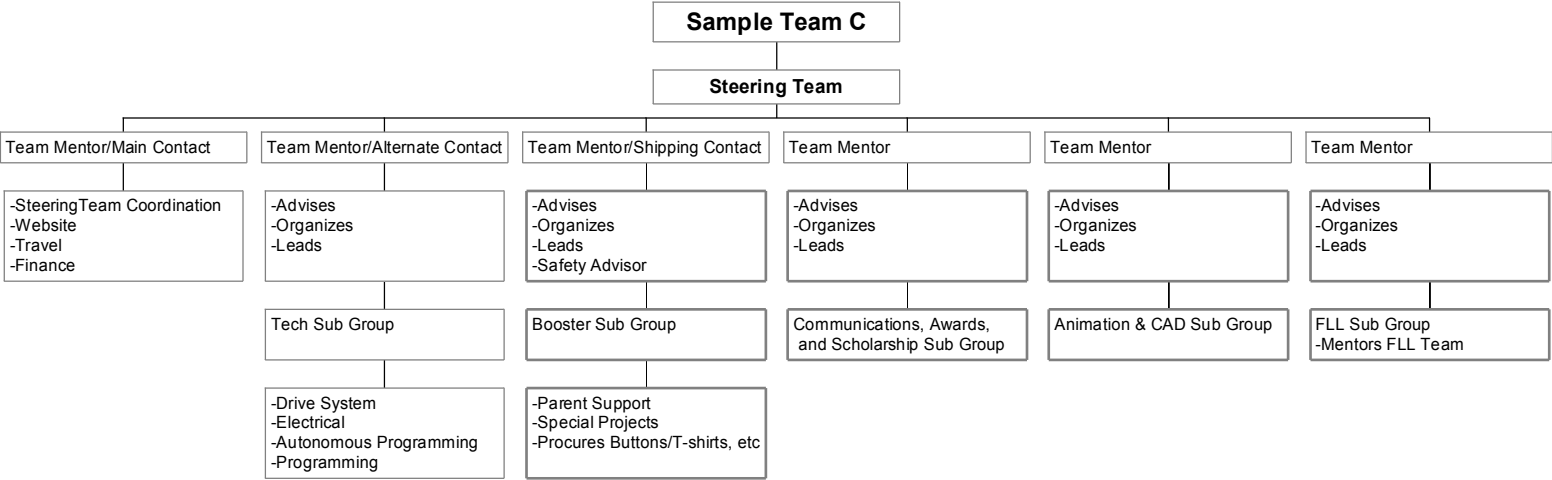 Sample Team C
Steering Team
Team Mentor/Main Contact
Team Mentor/Alternate Contact
Team Mentor/Shipping Contact
Team Mentor
Team Mentor
Team Mentor
-SteeringTeam Coordination
-Website
-Travel
-Finance
-Advises
-Organizes
-Leads
-Advises
-Organizes
-Leads
-Safety Advisor
-Advises
-Organizes
-Leads
-Advises
-Organizes
-Leads
-Advises
-Organizes
-Leads
Tech Sub Group
Booster Sub Group
Communications, Awards,
and Scholarship Sub Group
Animation & CAD Sub Group
FLL Sub Group
-Mentors FLL Team
-Drive System
-Electrical
-Autonomous Programming
-Programming
-Parent Support
-Special Projects
-Procures Buttons/T-shirts, etc